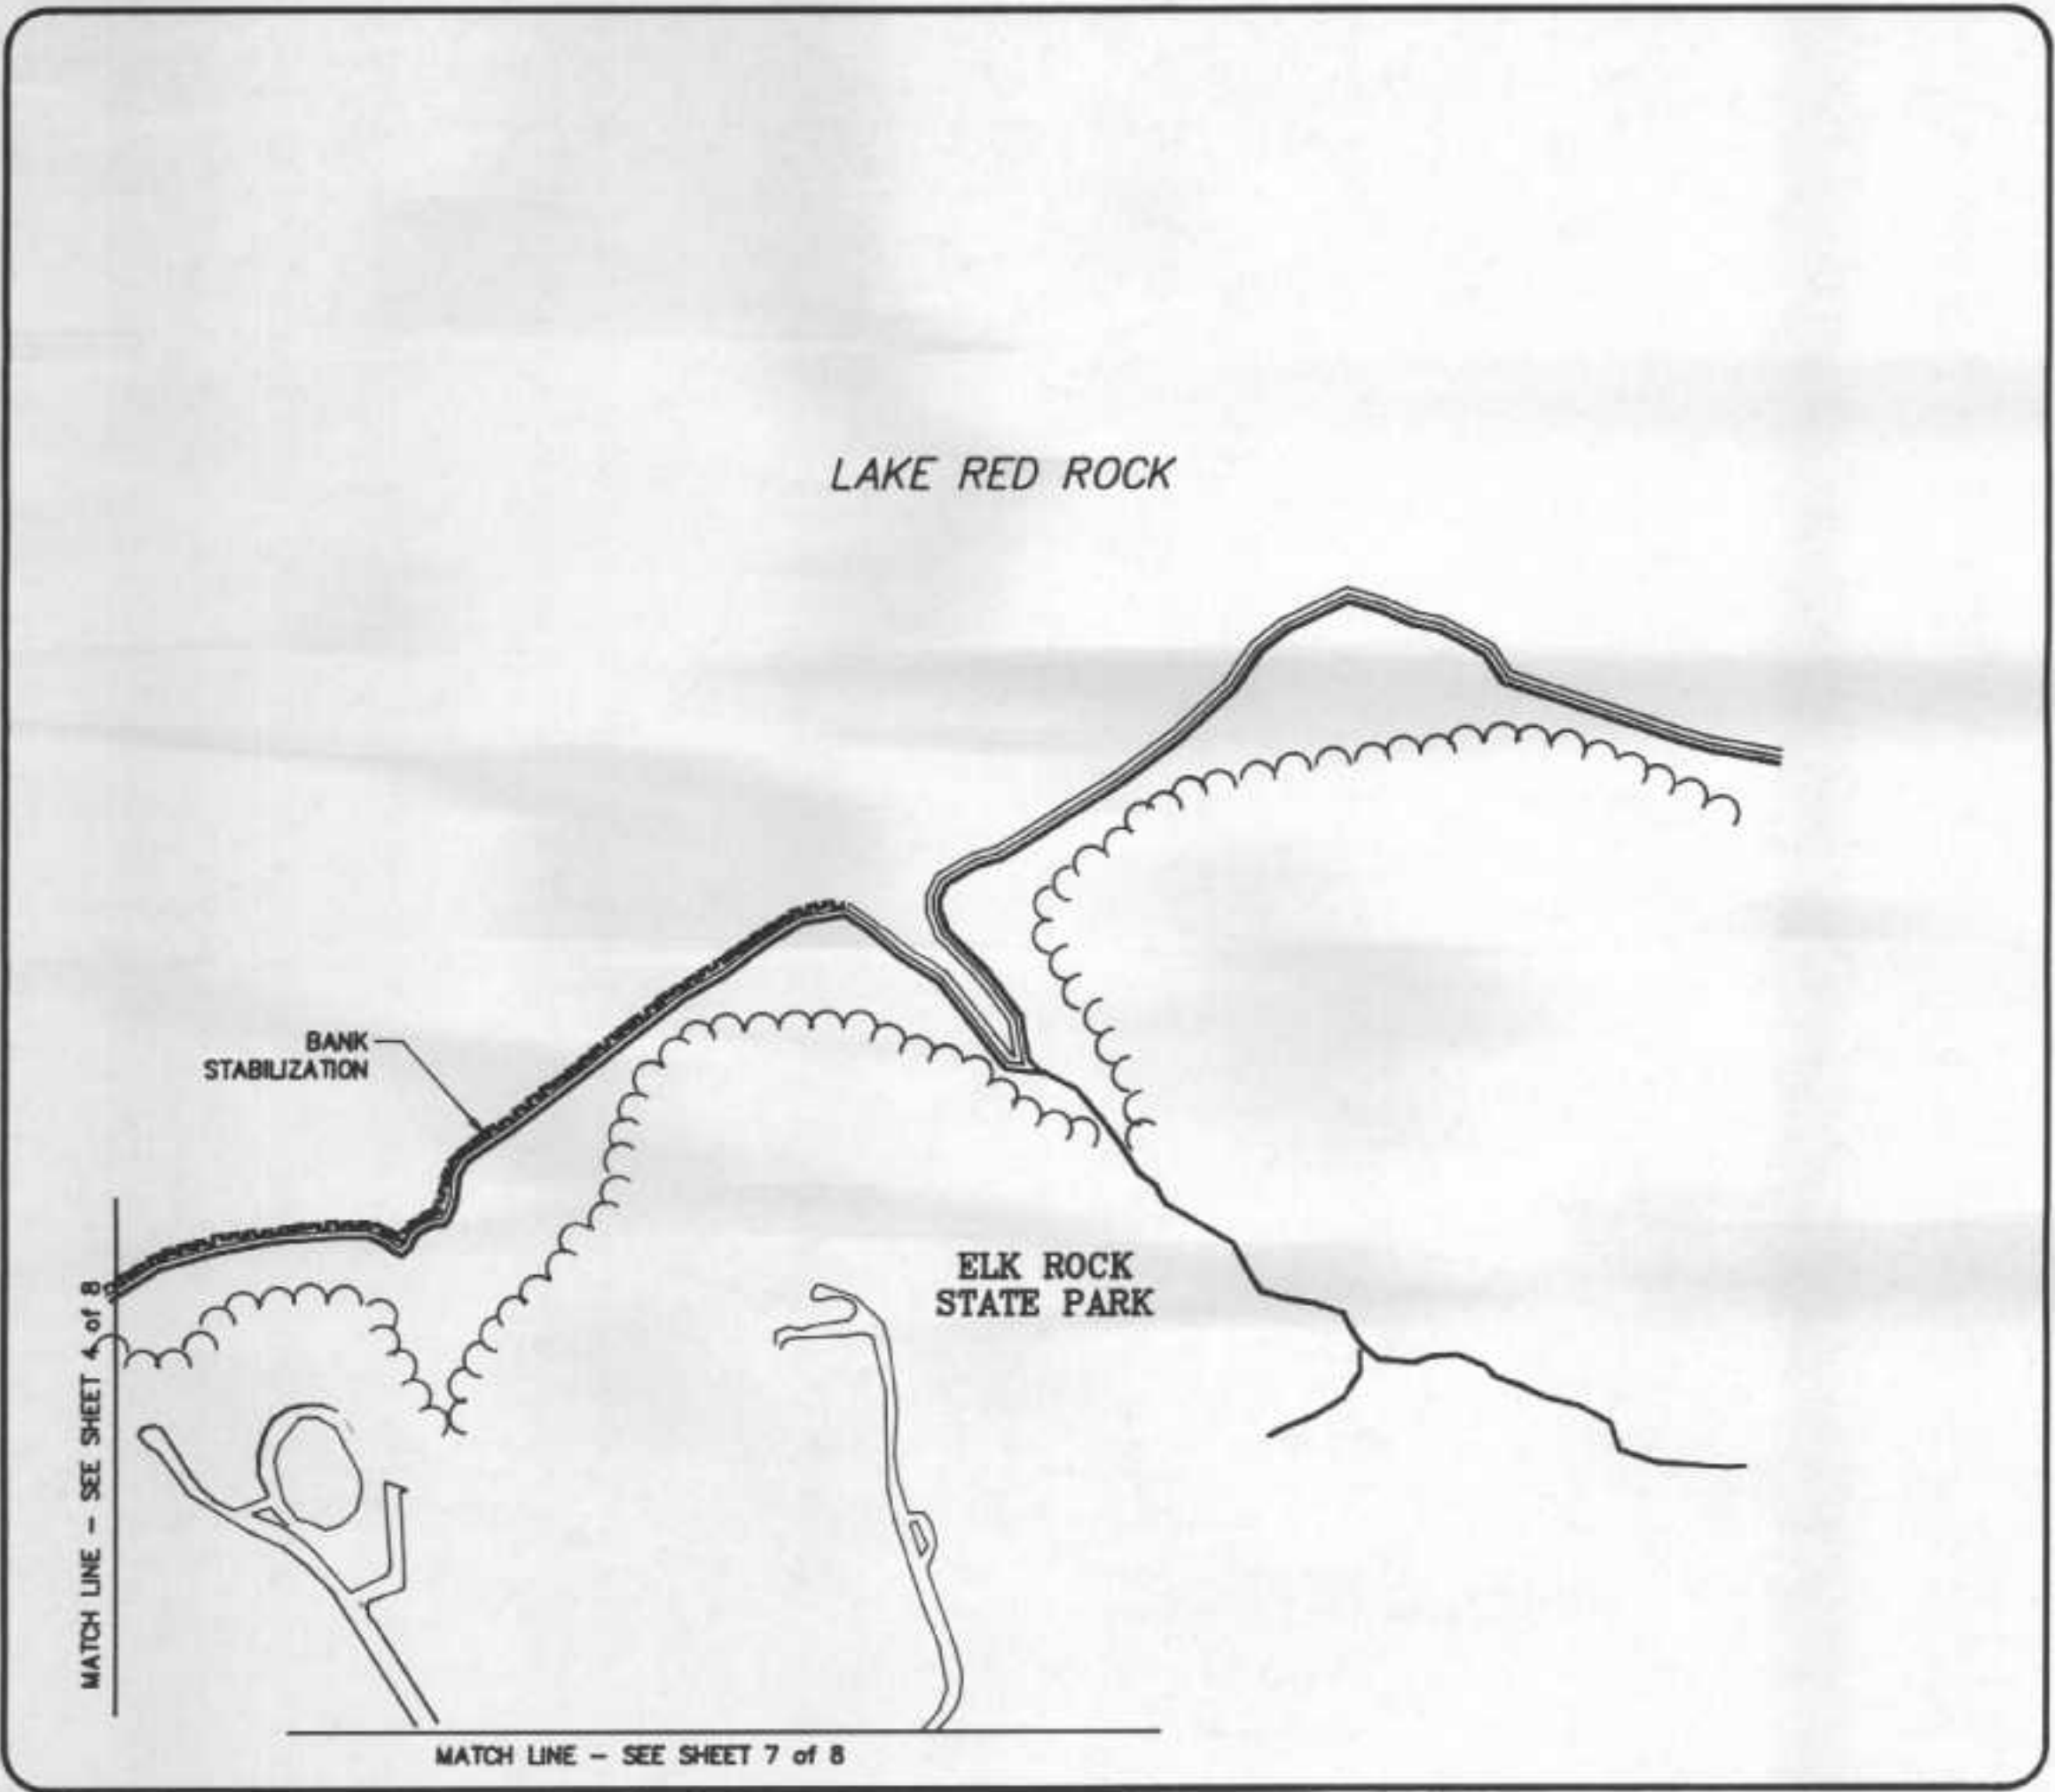 LAKE RED ROCK
BANK
STABILIZATION
ELK ROCK
STATE PARK
MATCH LINE - SEE SHEET 4 of 8
MATCH LINE - SEE SHEET 7 of 8